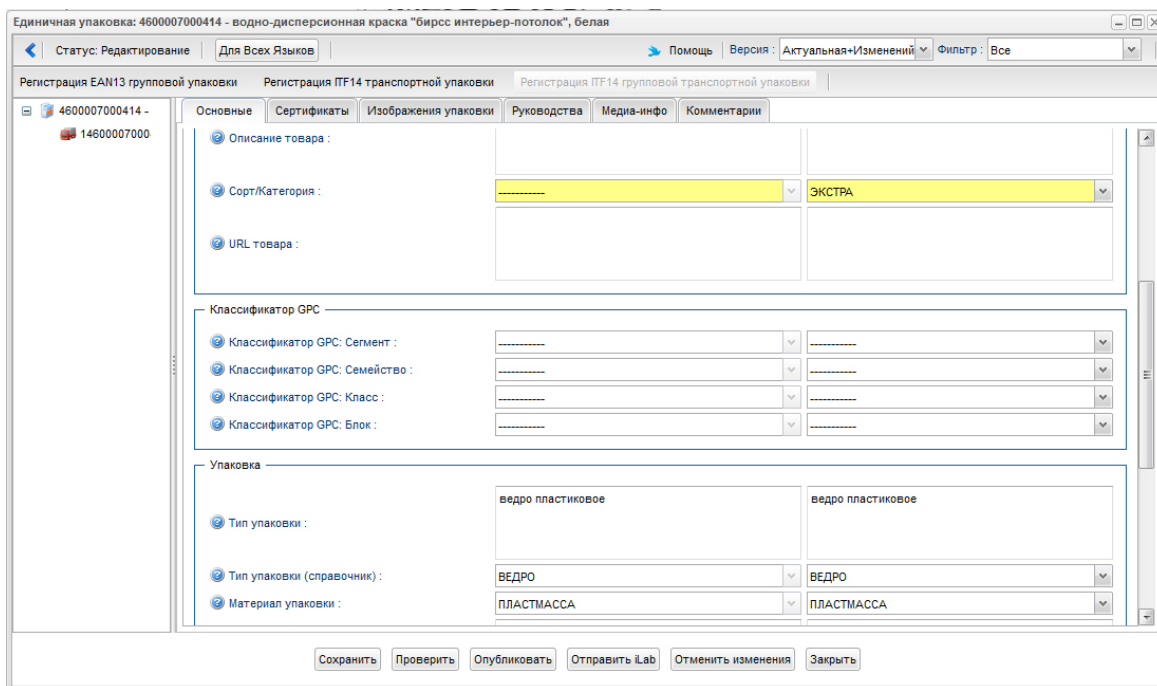 Единичная упаковка: 4600007000414 - водно-дисперсионная краска "бирсс интерьер-потолок", белая
Статус: Редактирование Для Всех Языков Помощь Версия : Актуальная+Изменений Фильтр : Все
Регистрация EAN13 групповой упаковки Регистрация ITF14 транспортной упаковки Регистрация ITF14 групповой транспортной упаковки
4600007000414 -
14600007000
Основные Сертификаты Изображения упаковки Руководства Медиа-инфо Комментарии
Описание товара :
Сорт/Категория : ----------- ЭКСТРА
URL товара :
Классификатор GPC
Классификатор GPC: Сегмент : ----------- -----------
Классификатор GPC: Семейство : ----------- -----------
Классификатор GPC: Класс : ----------- -----------
Классификатор GPC: Блок : ----------- -----------
Упаковка
ведро пластиковое ведро пластиковое
Тип упаковки :
Тип упаковки (справочник) : ВЕДРО ВЕДРО
Материал упаковки : ПЛАСТМАССА ПЛАСТМАССА
Сохранить Проверить Опубликовать Отправить iLab Отменить изменения Закрыть